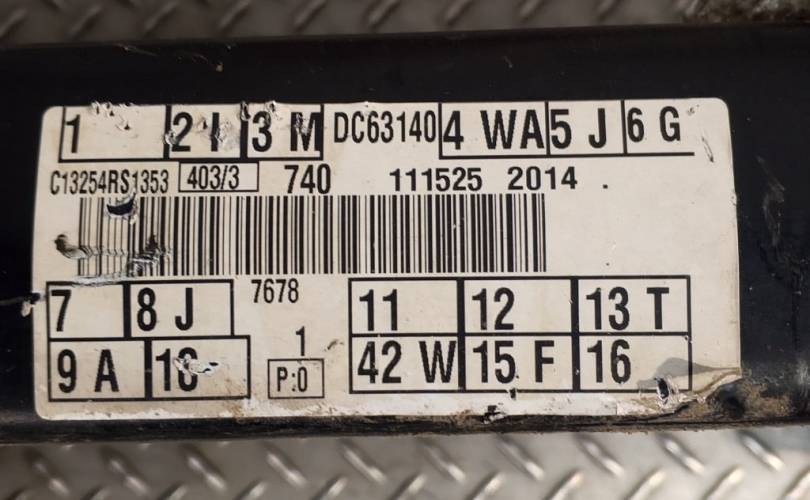 1 2 I 3 M DC63140 4 WA 5 J 6 G
C13254RS1353 403/3 740 111525 2014 .
7 8 J 7678 11 12 13 T
1
9 A 10 P:0 42 W 15 F 16